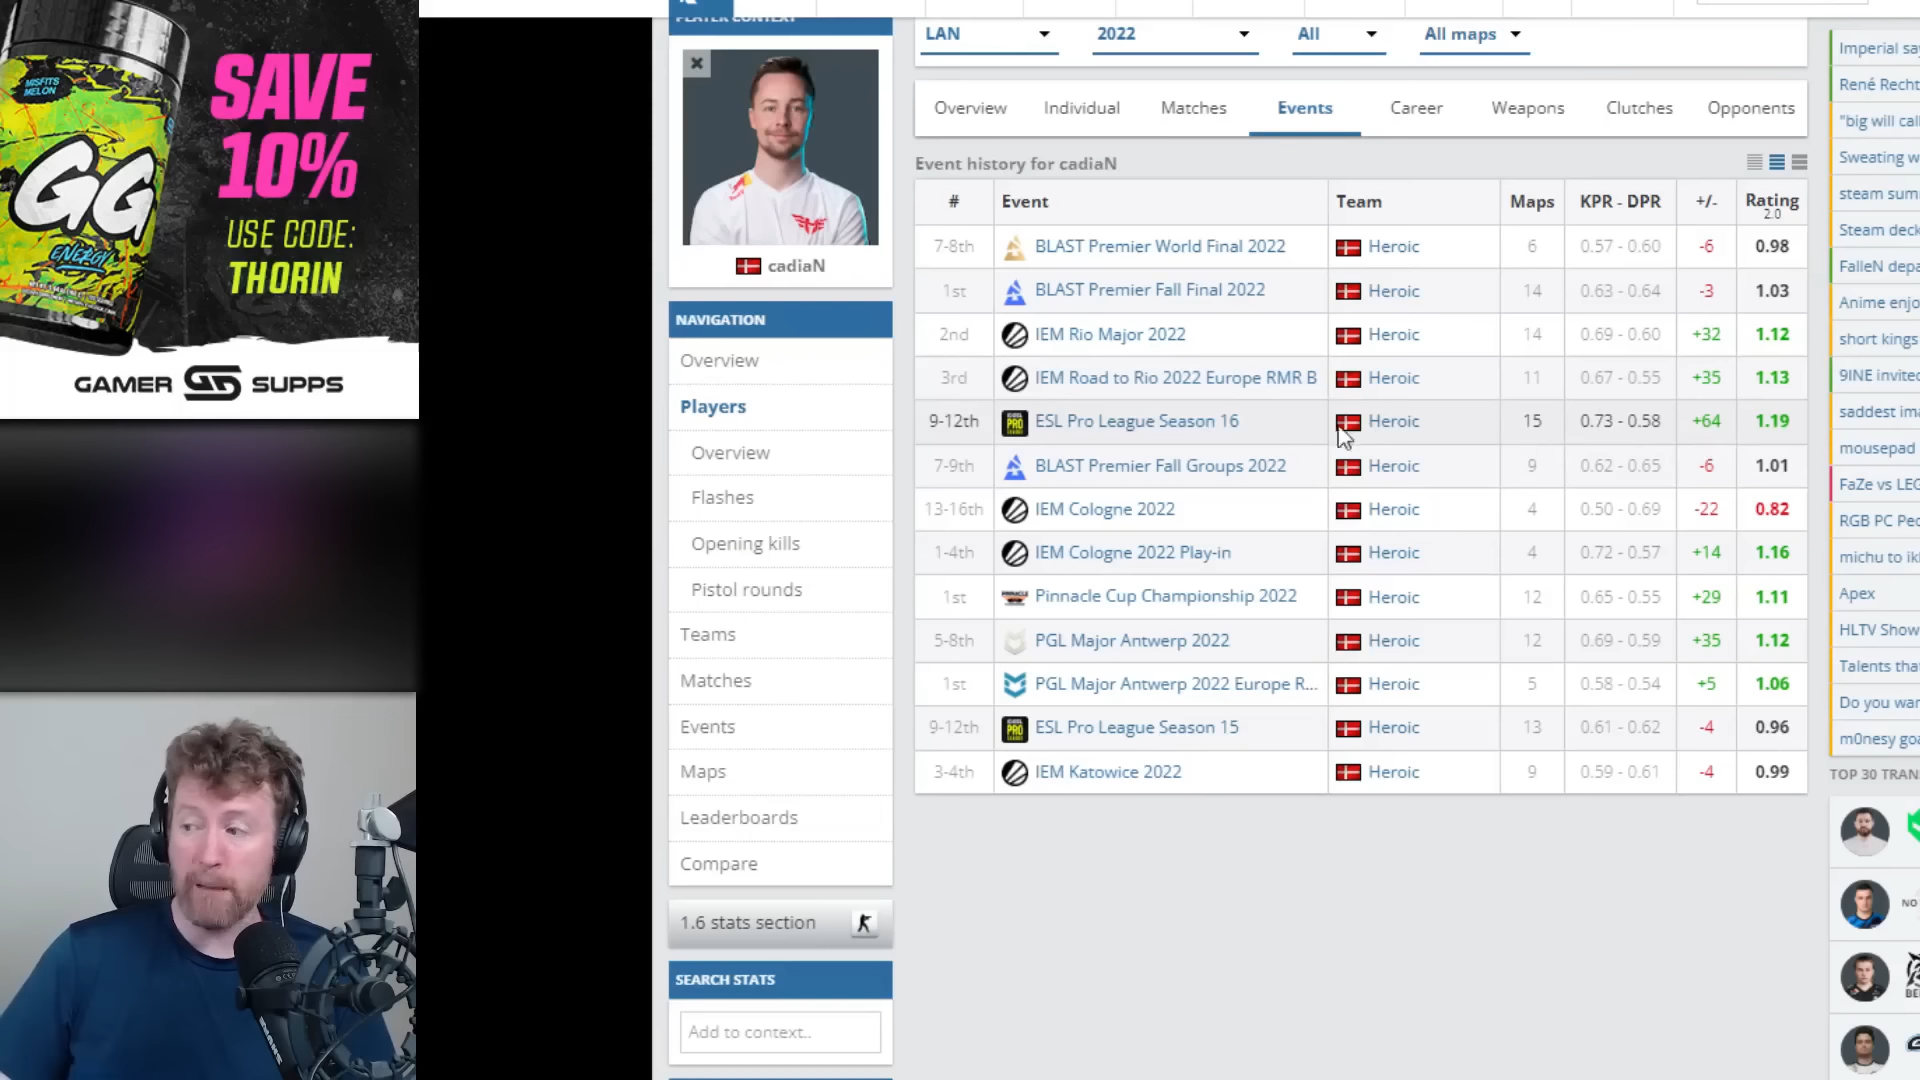 MISFITS
MELON
GG
ENERGY
SAVE
10%
USE CODE:
THORIN
GAMER GS SUPPS
PLAYER CONTEXT
cadiaN
NAVIGATION
Overview
Players
Overview
Flashes
Opening kills
Pistol rounds
Teams
Matches
Events
Maps
Leaderboards
Compare
1.6 stats section
SEARCH STATS
Add to context..
LAN 2022 All All maps
Overview Individual Matches Events Career Weapons Clutches Opponents
Event history for cadiaN
# Event Team Maps KPR - DPR +/- Rating 2.0
7-8th BLAST Premier World Final 2022 Heroic 6 0.57 - 0.60 -6 0.98
1st BLAST Premier Fall Final 2022 Heroic 14 0.63 - 0.64 -3 1.03
2nd IEM Rio Major 2022 Heroic 14 0.69 - 0.60 +32 1.12
3rd IEM Road to Rio 2022 Europe RMR B Heroic 11 0.67 - 0.55 +35 1.13
9-12th ESL Pro League Season 16 Heroic 15 0.73 - 0.58 +64 1.19
7-9th BLAST Premier Fall Groups 2022 Heroic 9 0.62 - 0.65 -6 1.01
13-16th IEM Cologne 2022 Heroic 4 0.50 - 0.69 -22 0.82
1-4th IEM Cologne 2022 Play-in Heroic 4 0.72 - 0.57 +14 1.16
1st Pinnacle Cup Championship 2022 Heroic 12 0.65 - 0.55 +29 1.11
5-8th PGL Major Antwerp 2022 Heroic 12 0.69 - 0.59 +35 1.12
1st PGL Major Antwerp 2022 Europe R... Heroic 5 0.58 - 0.54 +5 1.06
9-12th ESL Pro League Season 15 Heroic 13 0.61 - 0.62 -4 0.96
3-4th IEM Katowice 2022 Heroic 9 0.59 - 0.61 -4 0.99
Imperial sa
René Recht
"big will cal
Sweating w
steam sum
Steam deck
FalleN depa
Anime enjo
short kings
9INE invited
saddest ima
mousepad
FaZe vs LEG
RGB PC Peo
michu to ik
Apex
HLTV Show
Talents tha
Do you wan
m0nesy goa
TOP 30 TRAN
NO
BE